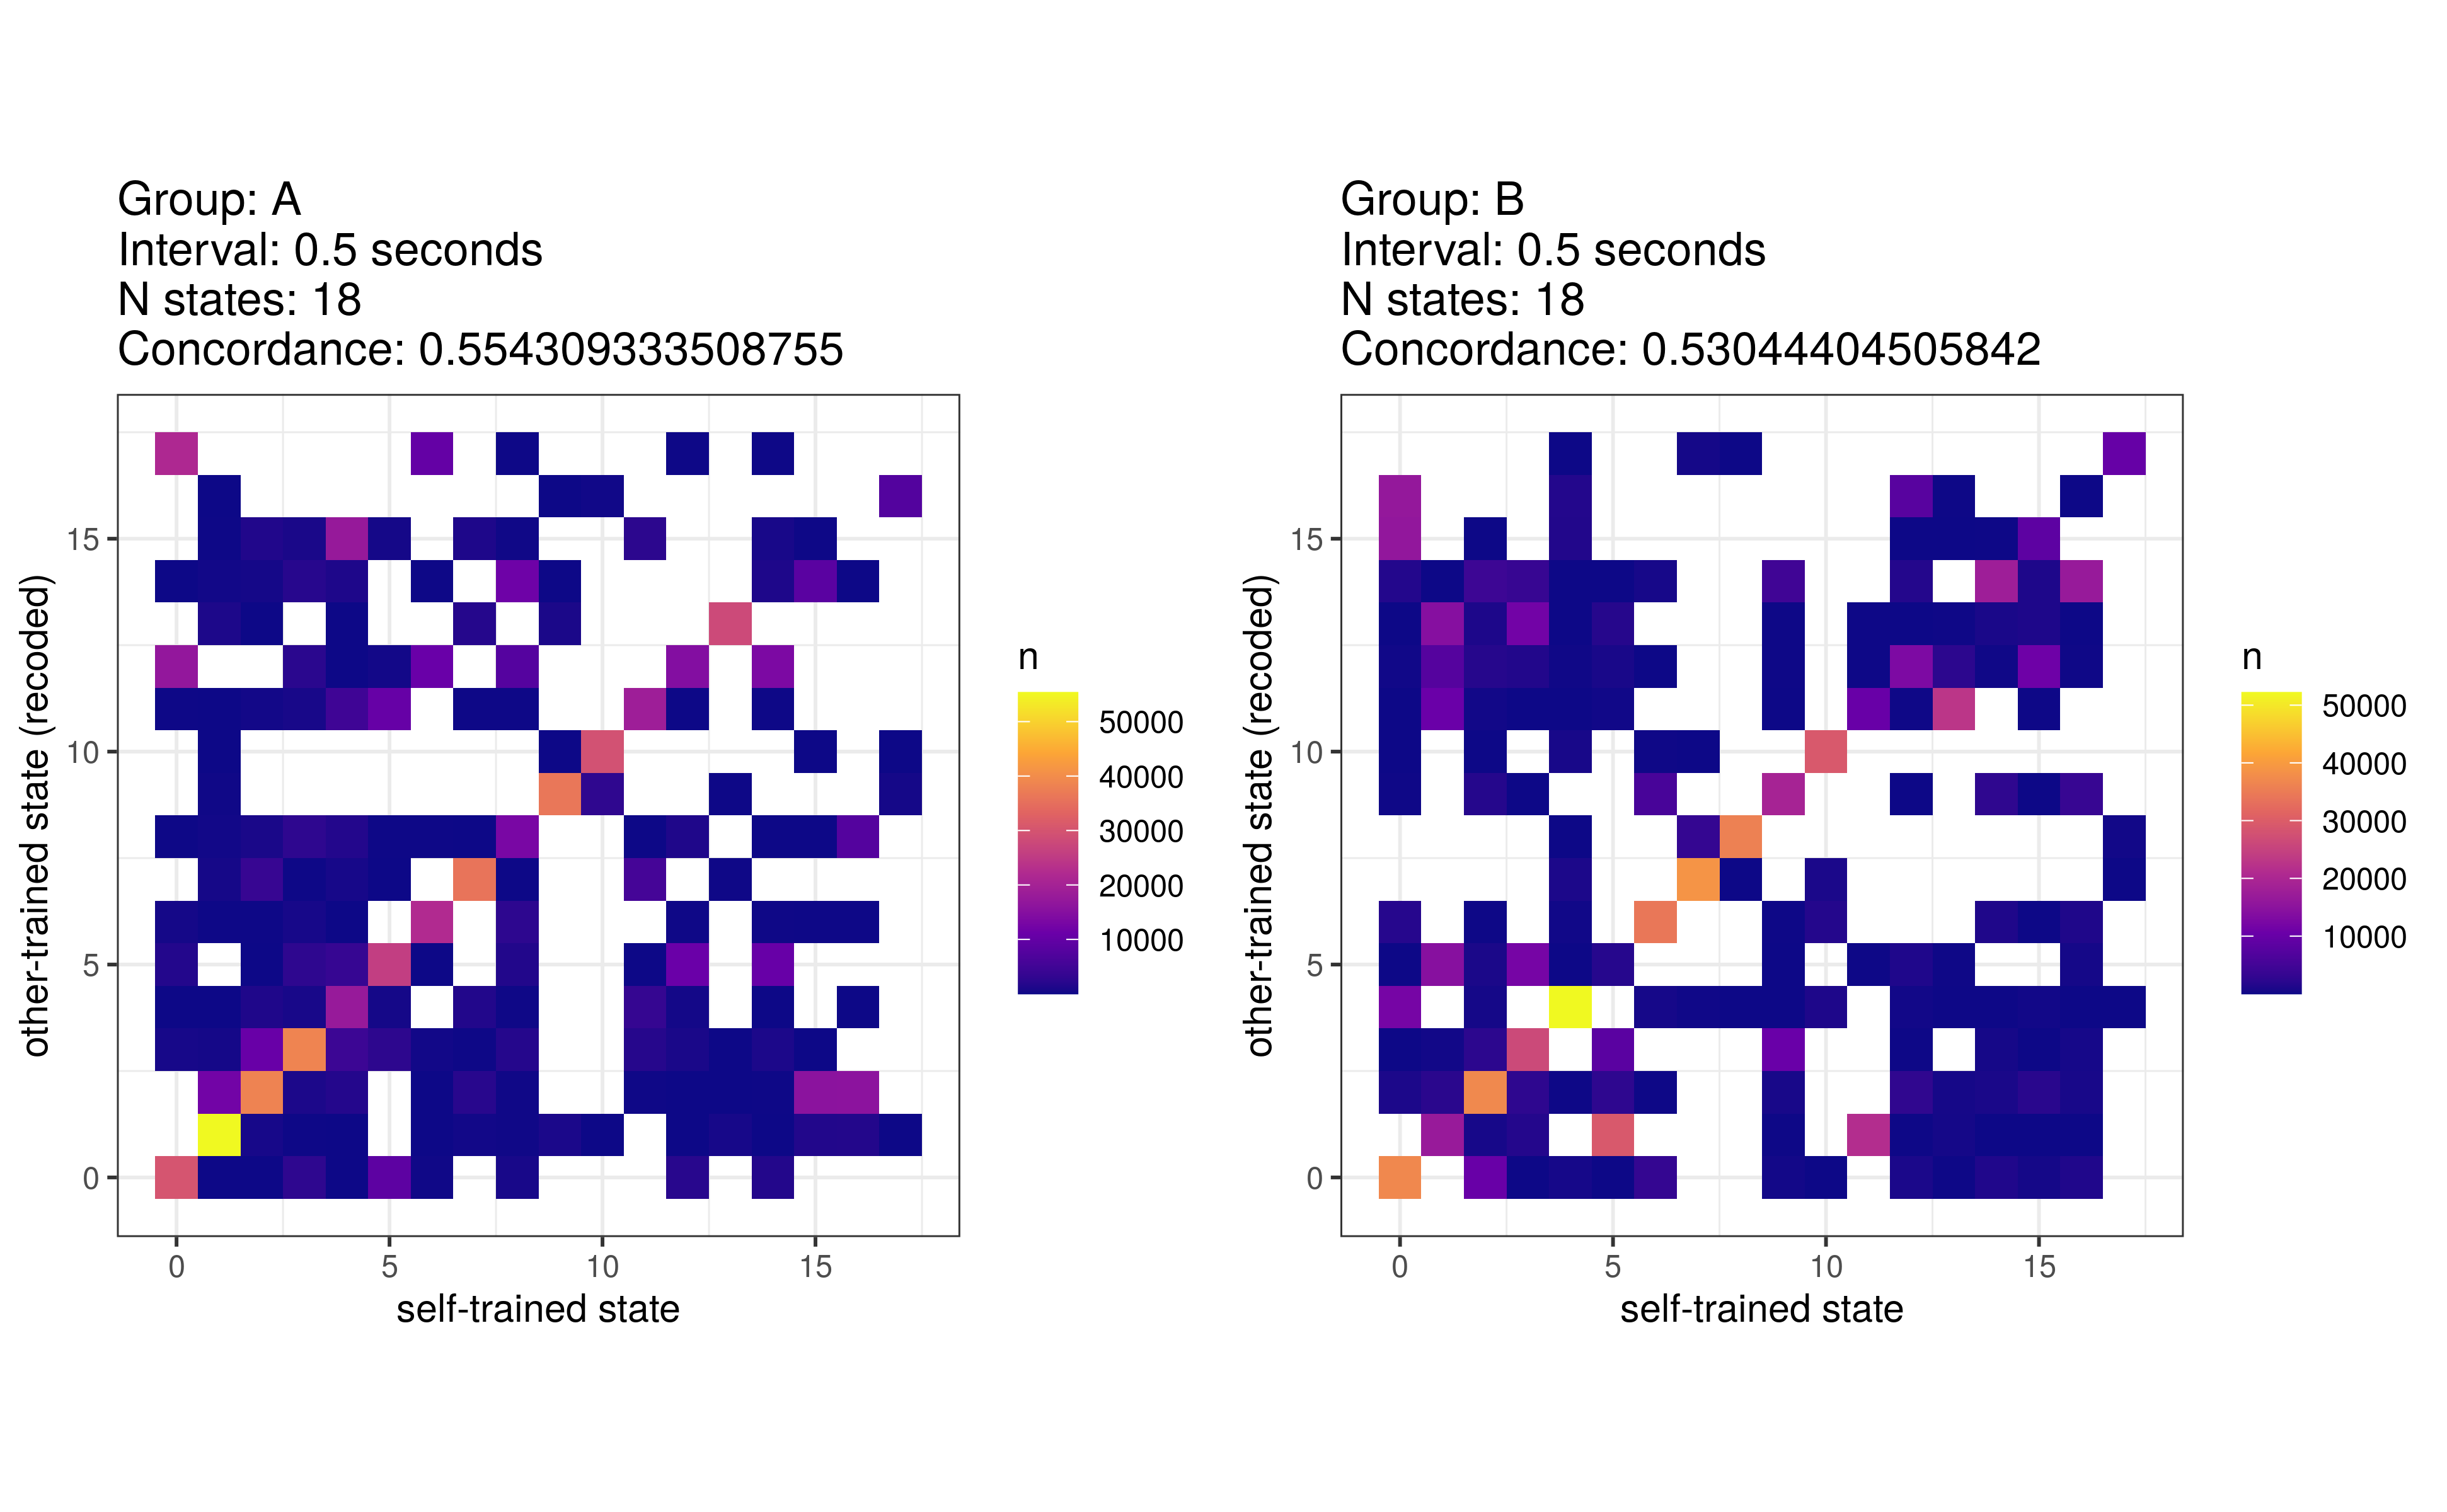 Group: A
Interval: 0.5 seconds
N states: 18
Concordance: 0.554309333508755
other-trained state (recoded)
15
10
5
0
0 5 10 15
self-trained state
n
50000
40000
30000
20000
10000
Group: B
Interval: 0.5 seconds
N states: 18
Concordance: 0.53044404505842
other-trained state (recoded)
15
10
5
0
0 5 10 15
self-trained state
n
50000
40000
30000
20000
10000